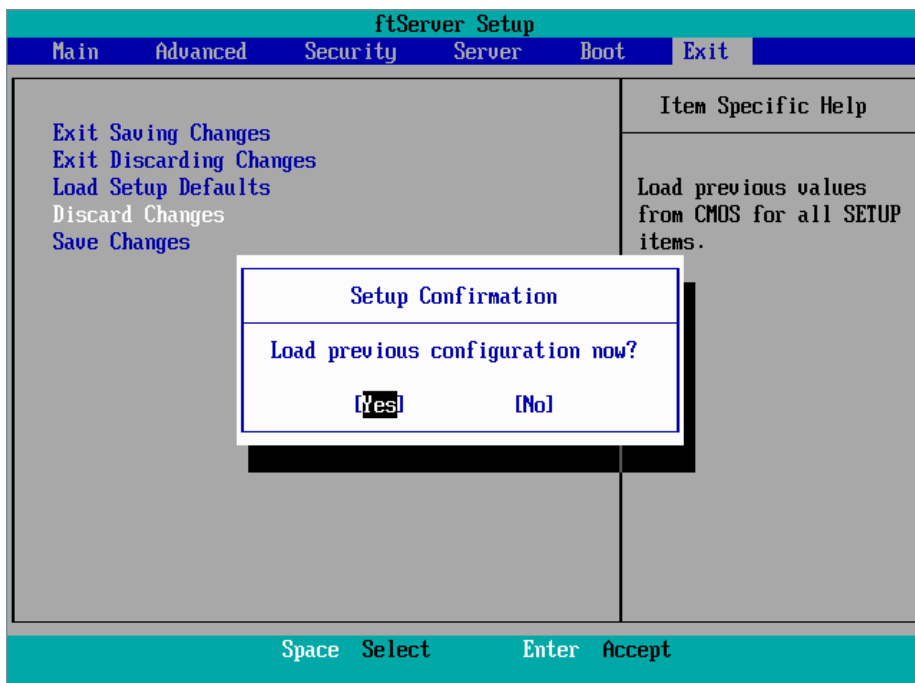 ftServer Setup
Main Advanced Security Server Boot Exit
Exit Saving Changes
Exit Discarding Changes
Load Setup Defaults
Discard Changes
Save Changes
Item Specific Help
Load previous values
from CMOS for all SETUP
items.
Setup Confirmation
Load previous configuration now?
[Yes] [No]
Space Select Enter Accept